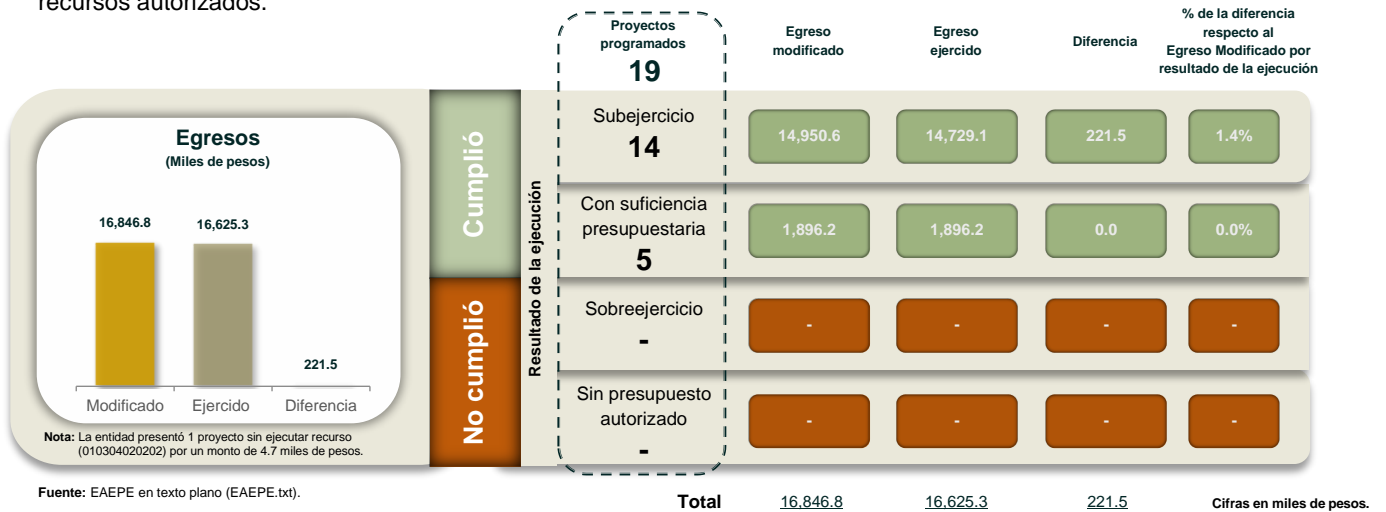 recursos autorizados.
Proyectos
programados
19
Egreso
modificado
Egreso
ejercido
Diferencia
% de la diferencia
respecto al
Egreso Modificado por
resultado de la ejecución
Egresos
(Miles de pesos)
16,846.8
16,625.3
221.5
Modificado
Ejercido
Diferencia
Nota: La entidad presentó 1 proyecto sin ejecutar recurso
(010304020202) por un monto de 4.7 miles de pesos.
Cumplió
No cumplió
Resultado de la ejecución
Subejercicio
14
14,950.6
14,729.1
221.5
1.4%
Con suficiencia
presupuestaria
5
1,896.2
1,896.2
0.0
0.0%
Sobreejercicio
-
-
-
-
-
Sin presupuesto
autorizado
-
-
-
-
-
Fuente: EAEPE en texto plano (EAEPE.txt).
Total
16,846.8
16,625.3
221.5
Cifras en miles de pesos.